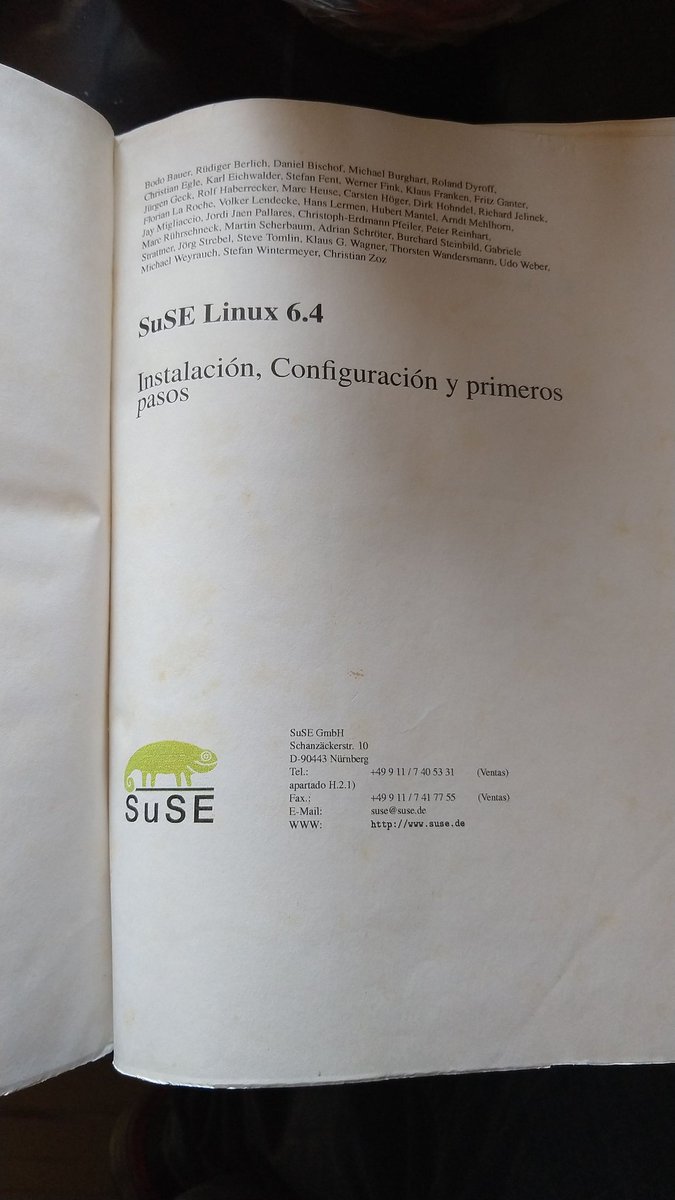 Bodo Bauer, Rüdiger Berlich, Daniel Bischof, Michael Burghart, Roland Dyroff,
Christian Egle, Karl Eichwalder, Stefan Fent, Werner Fink, Klaus Franken, Fritz Ganter,
Jürgen Geck, Rolf Haberrecker, Marc Heuse, Carsten Höger, Dirk Hohndel, Richard Jelinek,
Florian La Roche, Volker Lendecke, Hans Lermen, Hubert Mantel, Arndt Mehlhorn,
Jay Migliaccio, Jordi Jaen Pallares, Christoph-Erdmann Pfeiler, Peter Reinhart,
Marc Rührschneck, Martin Scherbaum, Adrian Schröter, Burchard Steinbild, Gabriele
Strattner, Jörg Strebel, Steve Tomlin, Klaus G. Wagner, Thorsten Wandersmann, Udo Weber,
Michael Weyrauch, Stefan Wintermeyer, Christian Zoz
SuSE Linux 6.4
Instalación, Configuración y primeros
pasos
SuSE
SuSE GmbH
Schanzäckerstr. 10
D-90443 Nürnberg
Tel.: +49 9 11 / 7 40 53 31 (Ventas)
apartado H.2.1)
Fax.: +49 9 11 / 7 41 77 55 (Ventas)
E-Mail: suse@suse.de
WWW: http://www.suse.de